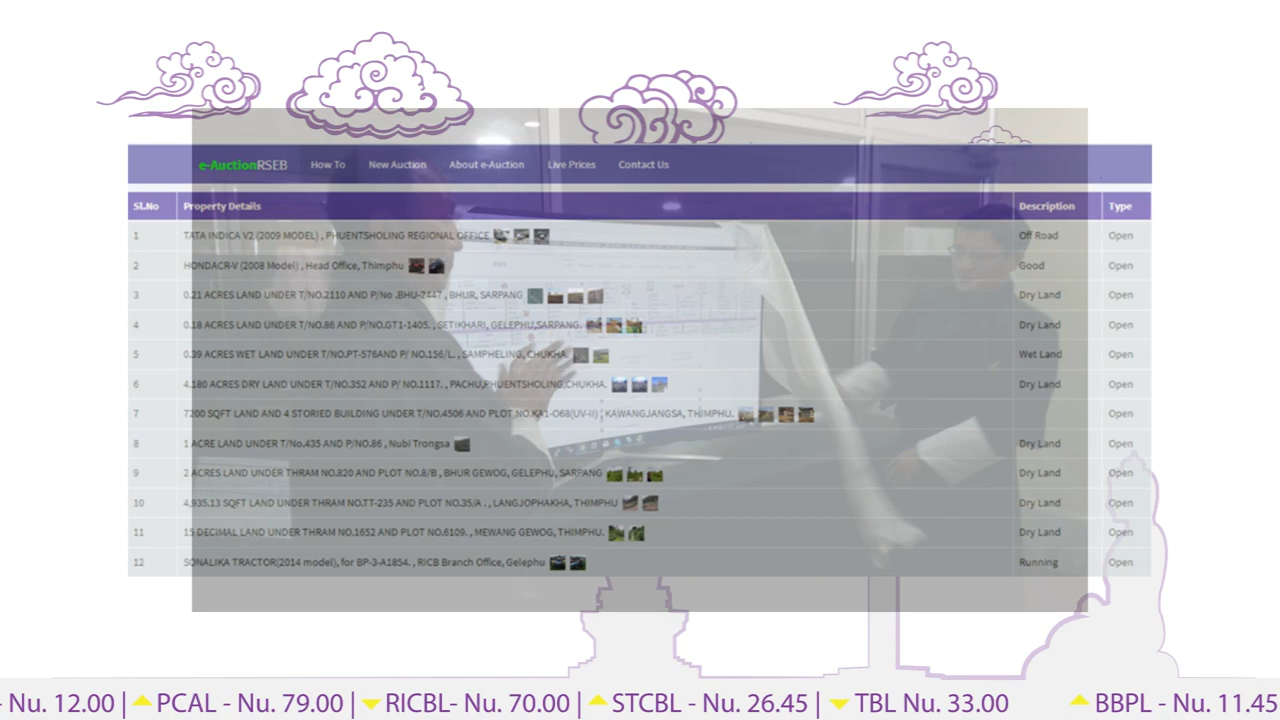 e-AuctionRSEB How To New Auction About e-Auction Live Prices Contact Us
Sl.No Property Details Description Type
1 TATA INDICA V2 (2009 MODEL) , PHUENTSHOLING REGIONAL OFFICE Off Road Open
2 HONDACR-V (2008 Model) , Head Office, Thimphu Good Open
3 0.21 ACRES LAND UNDER T/NO.2110 AND P/No .BHU-2447 , BHUR, SARPANG Dry Land Open
4 0.18 ACRES LAND UNDER T/NO.86 AND P/NO.GT1-1405. , SETIKHARI, GELEPHU,SARPANG. Dry Land Open
5 0.39 ACRES WET LAND UNDER T/NO.PT-576AND P/ NO.156/L. , SAMPHELING, CHUKHA. Wet Land Open
6 4.180 ACRES DRY LAND UNDER T/NO.352 AND P/ NO.1117. , PACHU,PHUENTSHOLING,CHUKHA. Dry Land Open
7 7200 SQFT LAND AND 4 STORIED BUILDING UNDER T/NO.4506 AND PLOT NO.KA1-O68(UV-II) ; KAWANGJANGSA, THIMPHU. Open
8 1 ACRE LAND UNDER T/No.435 AND P/NO.86 , Nubi Trongsa Dry Land Open
9 2 ACRES LAND UNDER THRAM NO.820 AND PLOT NO.8/B , BHUR GEWOG, GELEPHU, SARPANG Dry Land Open
10 4,935.13 SQFT LAND UNDER THRAM NO.TT-235 AND PLOT NO.35/A . , LANGJOPHAKHA, THIMPHU Dry Land Open
11 15 DECIMAL LAND UNDER THRAM NO.1652 AND PLOT NO.6109. , MEWANG GEWOG, THIMPHU. Dry Land Open
12 SONALIKA TRACTOR(2014 model), for BP-3-A1854. , RICB Branch Office, Gelephu Running Open
- Nu. 12.00 | PCAL - Nu. 79.00 | RICBL- Nu. 70.00 | STCBL - Nu. 26.45 | TBL Nu. 33.00 BBPL - Nu. 11.45